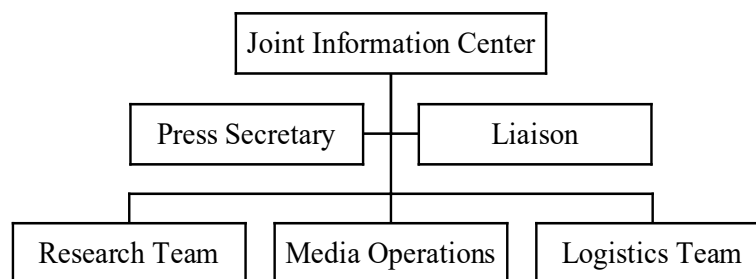 Joint Information Center
Press Secretary
Liaison
Research Team
Media Operations
Logistics Team